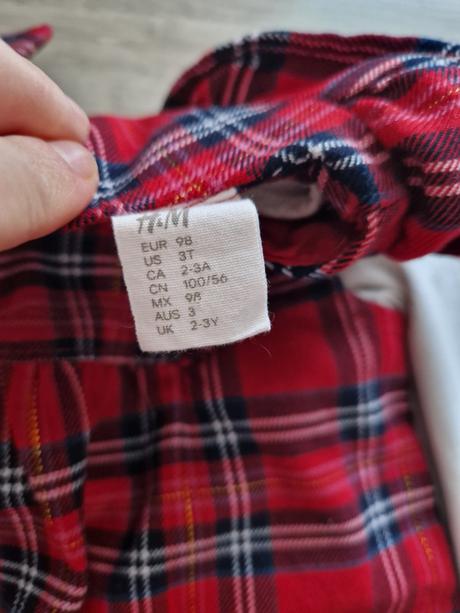 H&M
EUR 98
US 3T
CA 2-3A
CN 100/56
MX 98
AUS 3
UK 2-3Y